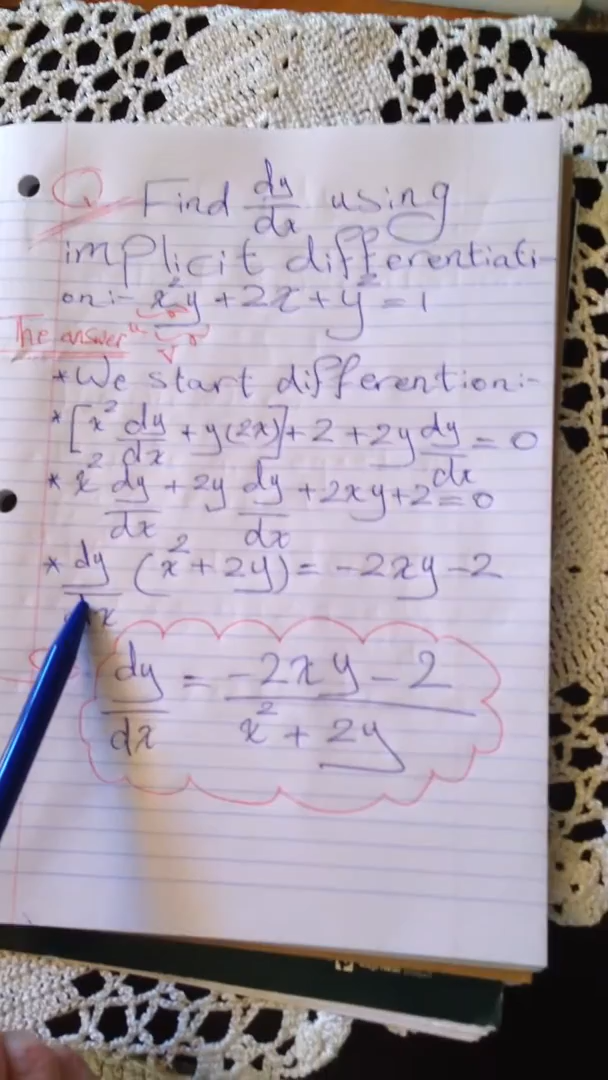 Q Find dy/dx using
implicit differentiati-
on:- x²y + 2x + y² = 1
The answer" u v
*We start differention:-
*[x² dy/dx + y(2x)] + 2 + 2y dy/dx = 0
* x² dy/dx + 2y dy/dx + 2xy + 2 = 0
* dy/dx (x² + 2y) = -2xy - 2
dy/dx = -2xy - 2 / x² + 2y